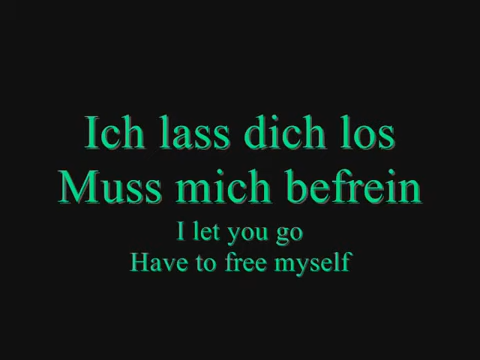 Ich lass dich los
Muss mich befrein
I let you go
Have to free myself